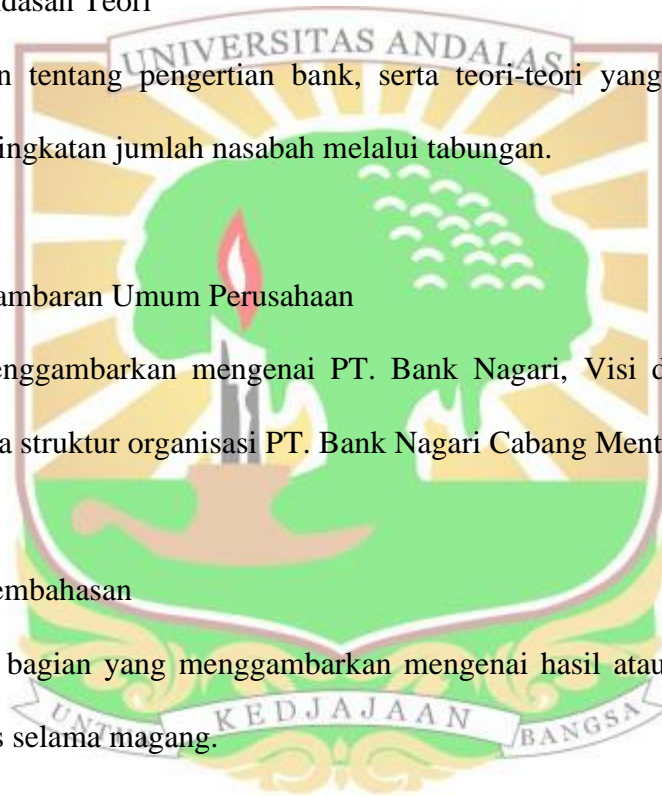 dasan Teori
UNIVERSITAS ANDALAS
n tentang pengertian bank, serta teori-teori yang
ingkatan jumlah nasabah melalui tabungan.
ambaran Umum Perusahaan
enggambarkan mengenai PT. Bank Nagari, Visi d
a struktur organisasi PT. Bank Nagari Cabang Ment
embahasan
bagian yang menggambarkan mengenai hasil atau
UNTUK KEDJAJAAN BANGSA
s selama magang.